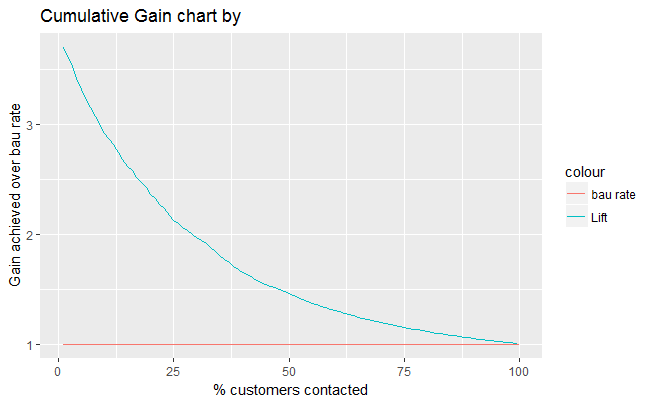 Cumulative Gain chart by
Gain achieved over bau rate
3
2
1
0
25
50
75
100
% customers contacted
colour
bau rate
Lift